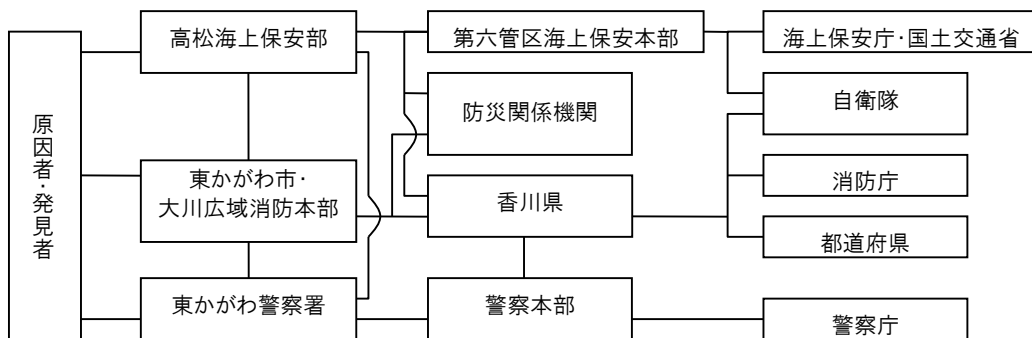 原因者・発見者
高松海上保安部
第六管区海上保安本部
海上保安庁・国土交通省
防災関係機関
自衛隊
東かがわ市・
大川広域消防本部
香川県
消防庁
都道府県
東かがわ警察署
警察本部
警察庁